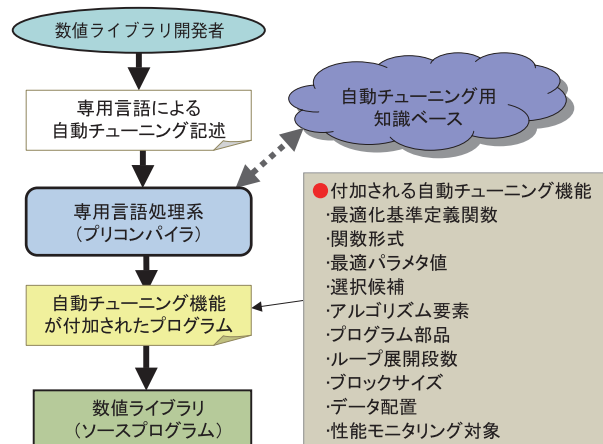 数値ライブラリ開発者
専用言語による
自動チューニング記述
自動チューニング用
知識ベース
専用言語処理系
(プリコンパイラ)
自動チューニング機能
が付加されたプログラム
数値ライブラリ
(ソースプログラム)
●付加される自動チューニング機能
・最適化基準定義関数
・関数形式
・最適パラメタ値
・選択候補
・アルゴリズム要素
・プログラム部品
・ループ展開段数
・ブロックサイズ
・データ配置
・性能モニタリング対象